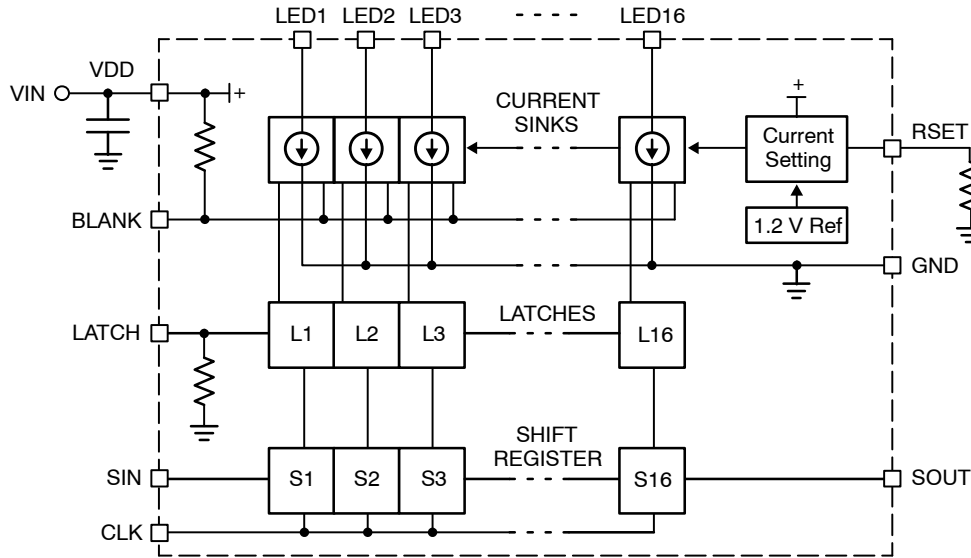 LED1 LED2 LED3 LED16
VDD
VIN
+
CURRENT
SINKS
+
Current
Setting
RSET
BLANK
1.2 V Ref
GND
LATCH
L1 L2 L3
LATCHES
L16
SIN
S1 S2 S3
SHIFT
REGISTER
S16
SOUT
CLK